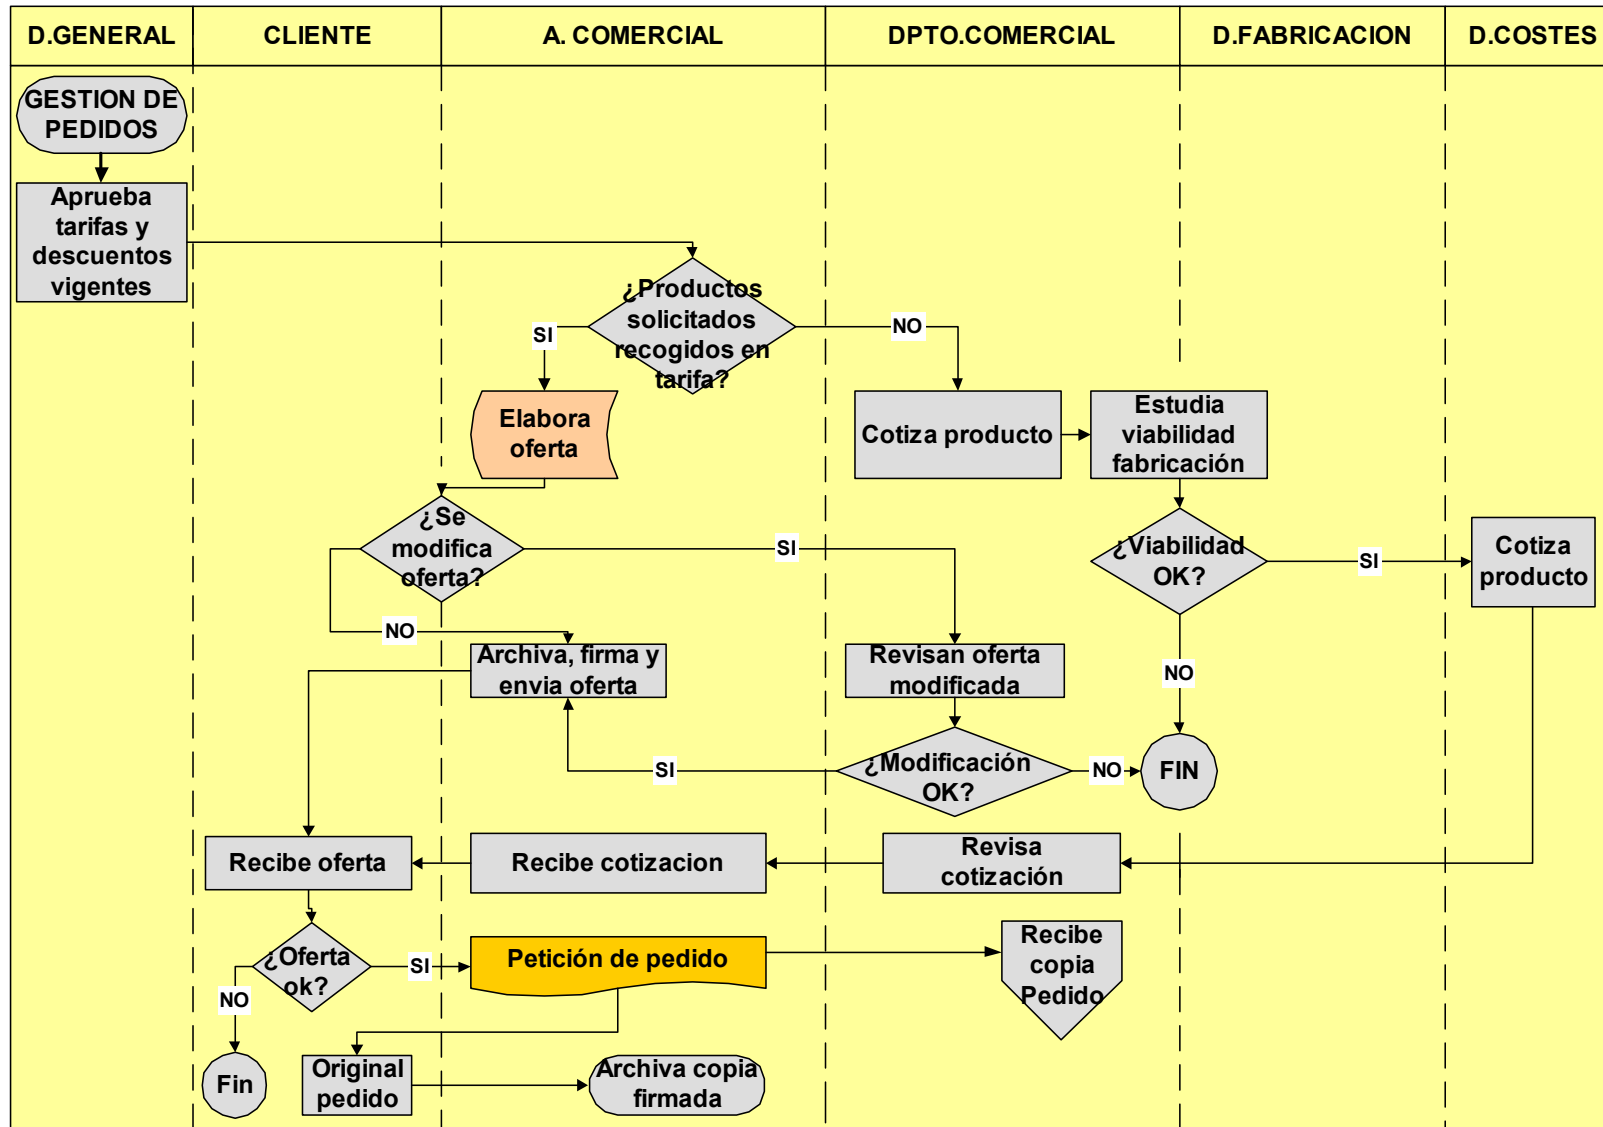 D.GENERAL
CLIENTE
A. COMERCIAL
DPTO.COMERCIAL
D.FABRICACION
D.COSTES
GESTION DE
PEDIDOS
Aprueba
tarifas y
descuentos
vigentes
¿Productos
solicitados
recogidos en
tarifa?
SI
NO
Elabora
oferta
Cotiza producto
Estudia
viabilidad
fabricación
¿Se
modifica
oferta?
SI
¿Viabilidad
OK?
SI
Cotiza
producto
NO
Archiva, firma y
envia oferta
Revisan oferta
modificada
NO
SI
¿Modificación
OK?
NO
FIN
Recibe oferta
Recibe cotizacion
Revisa
cotización
¿Oferta
ok?
SI
Petición de pedido
Recibe
copia
Pedido
NO
Fin
Original
pedido
Archiva copia
firmada